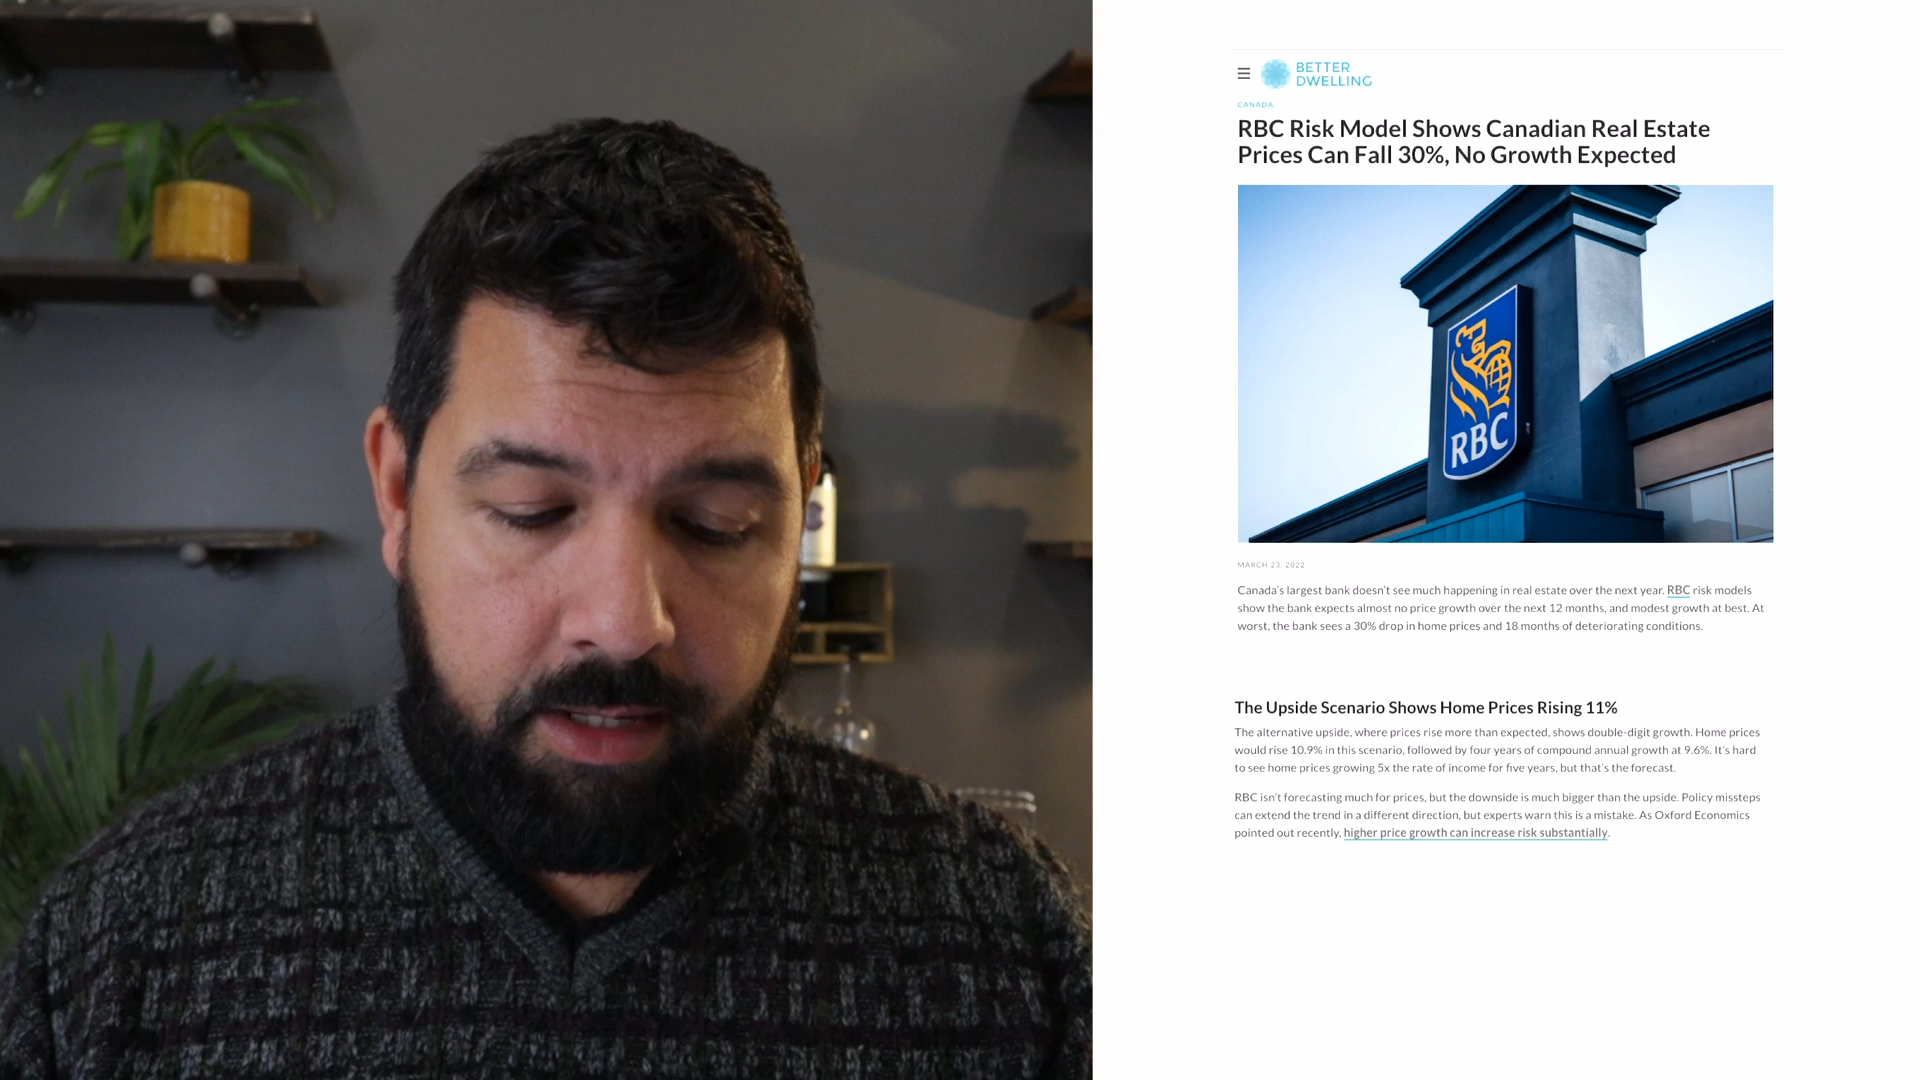 BETTER
DWELLING
CANADA
RBC Risk Model Shows Canadian Real Estate
Prices Can Fall 30%, No Growth Expected
RBC
MARCH 23, 2022
Canada's largest bank doesn't see much happening in real estate over the next year. RBC risk models
show the bank expects almost no price growth over the next 12 months, and modest growth at best. At
worst, the bank sees a 30% drop in home prices and 18 months of deteriorating conditions.
The Upside Scenario Shows Home Prices Rising 11%
The alternative upside, where prices rise more than expected, shows double-digit growth. Home prices
would rise 10.9% in this scenario, followed by four years of compound annual growth at 9.6%. It's hard
to see home prices growing 5x the rate of income for five years, but that's the forecast.
RBC isn't forecasting much for prices, but the downside is much bigger than the upside. Policy missteps
can extend the trend in a different direction, but experts warn this is a mistake. As Oxford Economics
pointed out recently, higher price growth can increase risk substantially.